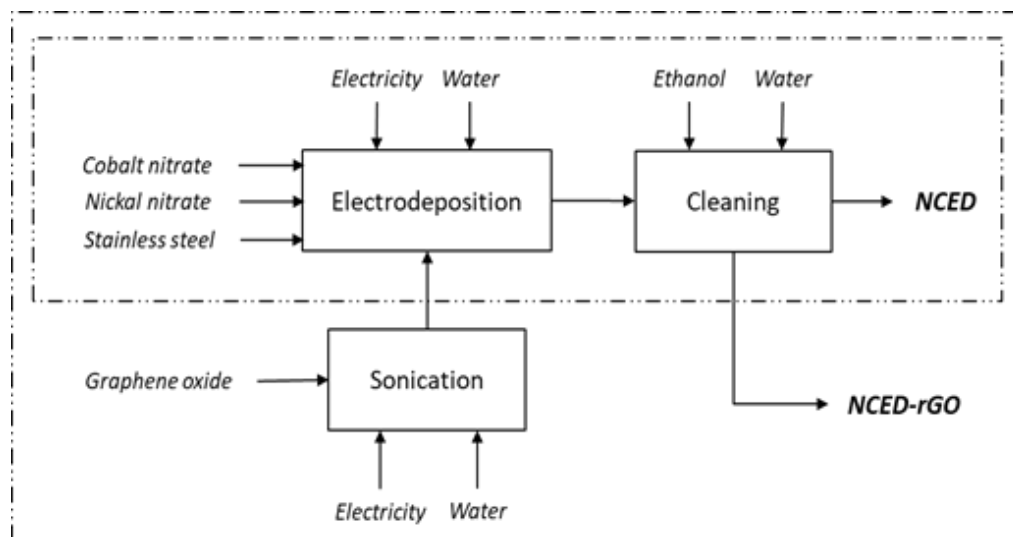 Electricity Water
Ethanol Water
Cobalt nitrate
Nickal nitrate
Stainless steel
Electrodeposition
Cleaning
NCED
Graphene oxide
Sonication
NCED-rGO
Electricity Water